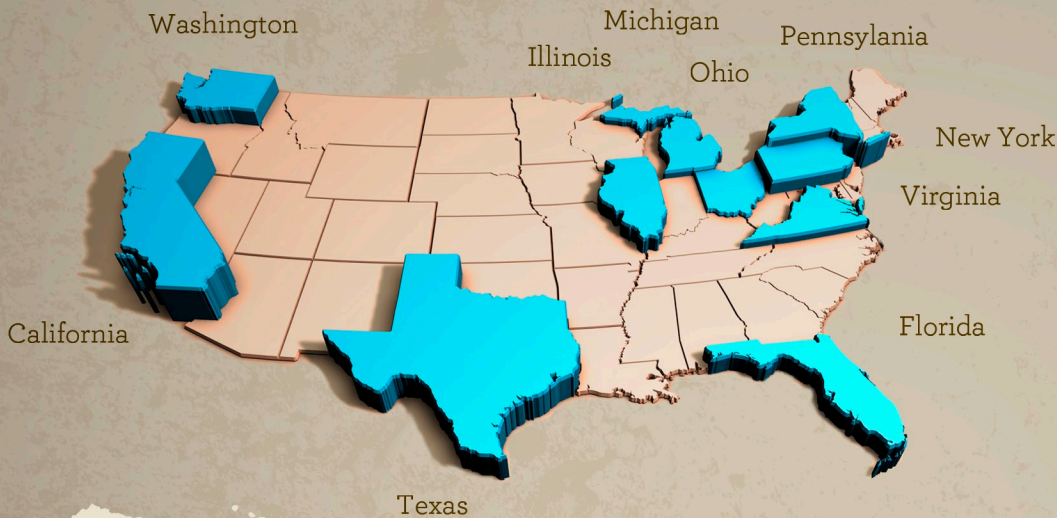 Washington
Michigan
Illinois
Pennsylania
Ohio
New York
Virginia
California
Florida
Texas